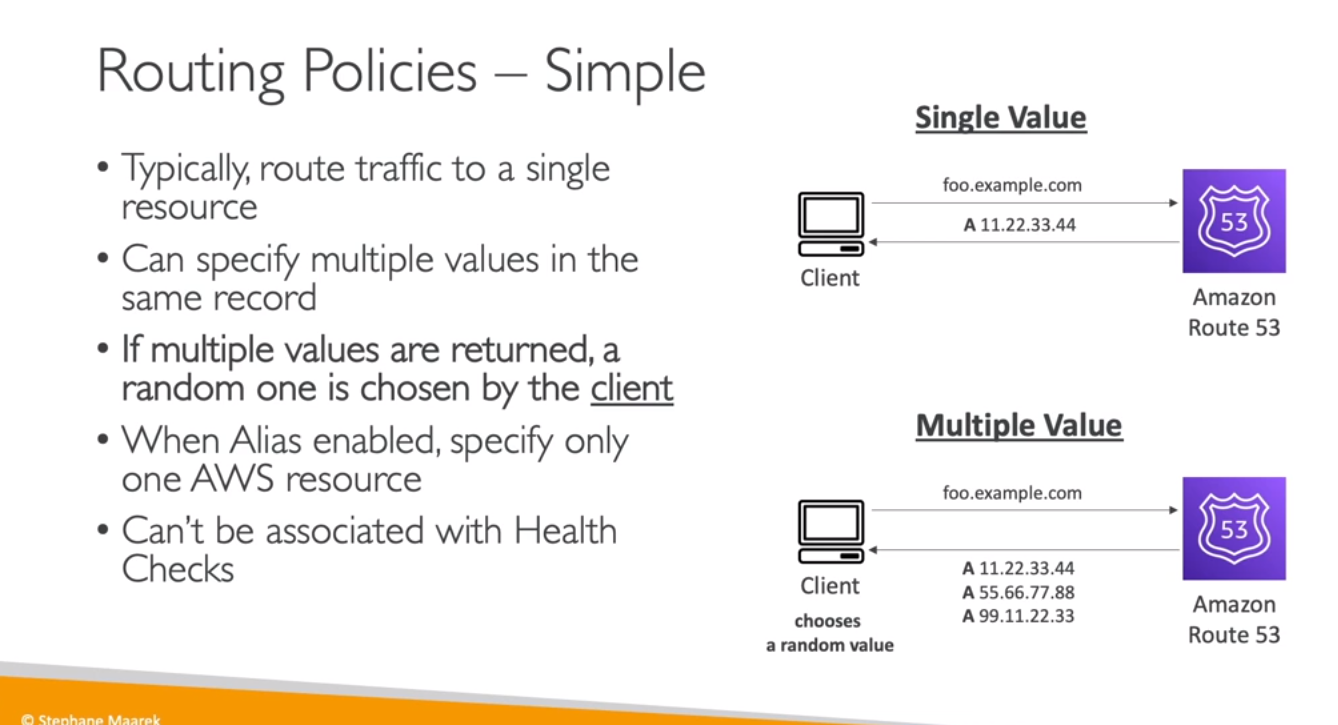 Routing Policies – Simple
• Typically, route traffic to a single
resource
• Can specify multiple values in the
same record
• If multiple values are returned, a
random one is chosen by the client
• When Alias enabled, specify only
one AWS resource
• Can't be associated with Health
Checks
Single Value
foo.example.com
A 11.22.33.44
53
Client
Amazon
Route 53
Multiple Value
foo.example.com
53
A 11.22.33.44
A 55.66.77.88
A 99.11.22.33
Client
chooses
a random value
Amazon
Route 53
© Stephane Maarek